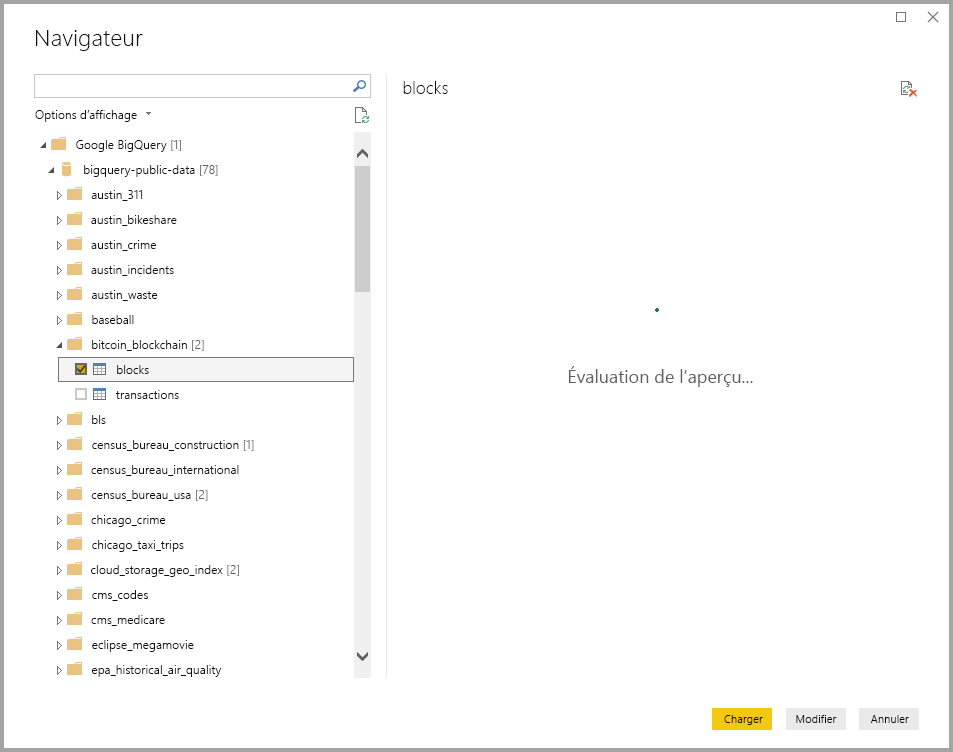 Navigateur
Options d’affichage
Google BigQuery [1]
bigquery-public-data [78]
austin_311
austin_bikeshare
austin_crime
austin_incidents
austin_waste
baseball
bitcoin_blockchain [2]
blocks
transactions
bls
census_bureau_construction [1]
census_bureau_international
census_bureau_usa [2]
chicago_crime
chicago_taxi_trips
cloud_storage_geo_index [2]
cms_codes
cms_medicare
eclipse_megamovie
epa_historical_air_quality
blocks
Évaluation de l’aperçu...
Charger
Modifier
Annuler